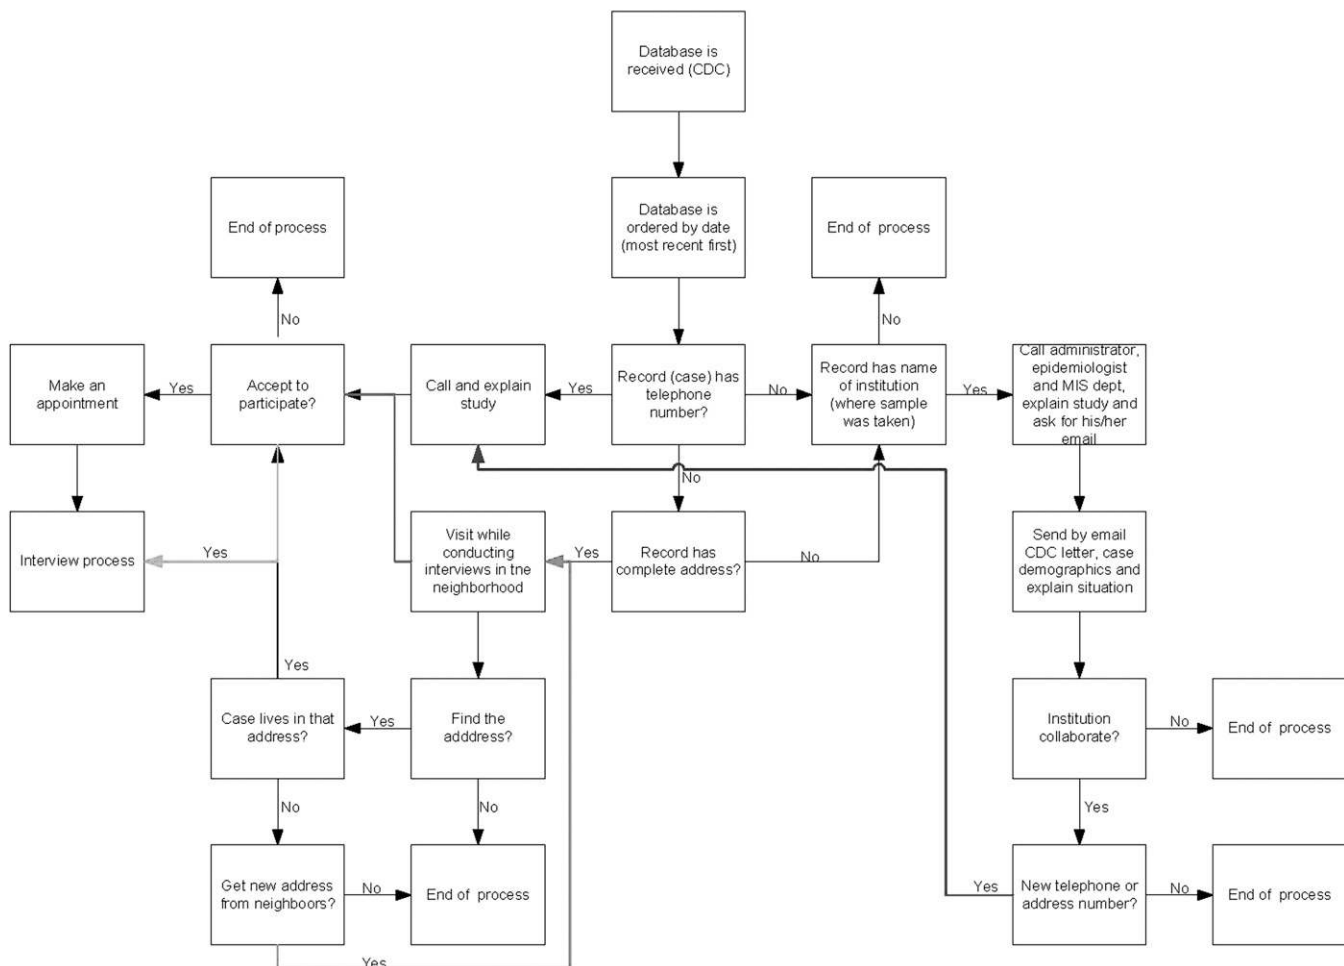 Database is
received (CDC)
End of process
Database is
ordered by date
(most recent first)
End of  process
No
No
Make an
appointment
Yes
Accept to
participate?
Call and explain
study
Yes
Record (case) has
telephone
number?
No
Record has name
of institution
(where sample
was taken)
Yes
Call administrator,
epidemiologist
and MIS dept,
explain study and
ask for his/her
email
No
Interview process
Yes
Visit while
conducting
interviews in tne
neighborhood
Yes
Record has
complete address?
No
Send by email
CDC letter, case
demographics and
explain situation
Yes
Case lives in that
address?
Yes
Find the
adddress?
Institution
collaborate?
No
End of process
No
No
Yes
Get new address
from neighboors?
No
End of  process
Yes
New telephone or
address number?
No
End of process
Yes